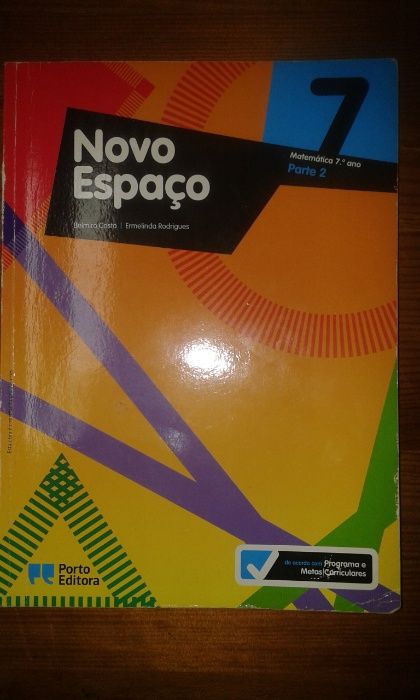 7
Matemática 7.º ano
Parte 2
Novo
Espaço
Belmiro Costa | Ermelinda Rodrigues
de acordo com Programa e
Metas Curriculares
Porto
Editora